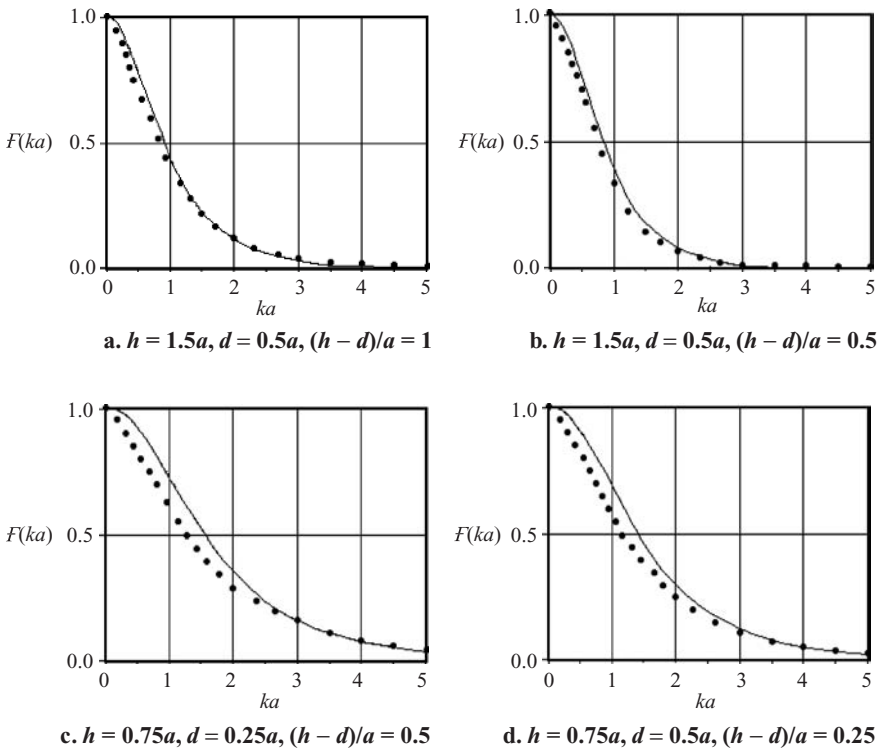 1.0
0.5
0.0
F(ka)
0 1 2 3 4 5
ka
a. h = 1.5a, d = 0.5a, (h – d)/a = 1
1.0
0.5
0.0
F(ka)
0 1 2 3 4 5
ka
b. h = 1.5a, d = 0.5a, (h – d)/a = 0.5
1.0
0.5
0.0
F(ka)
0 1 2 3 4 5
ka
c. h = 0.75a, d = 0.25a, (h – d)/a = 0.5
1.0
0.5
0.0
F(ka)
0 1 2 3 4 5
ka
d. h = 0.75a, d = 0.5a, (h – d)/a = 0.25